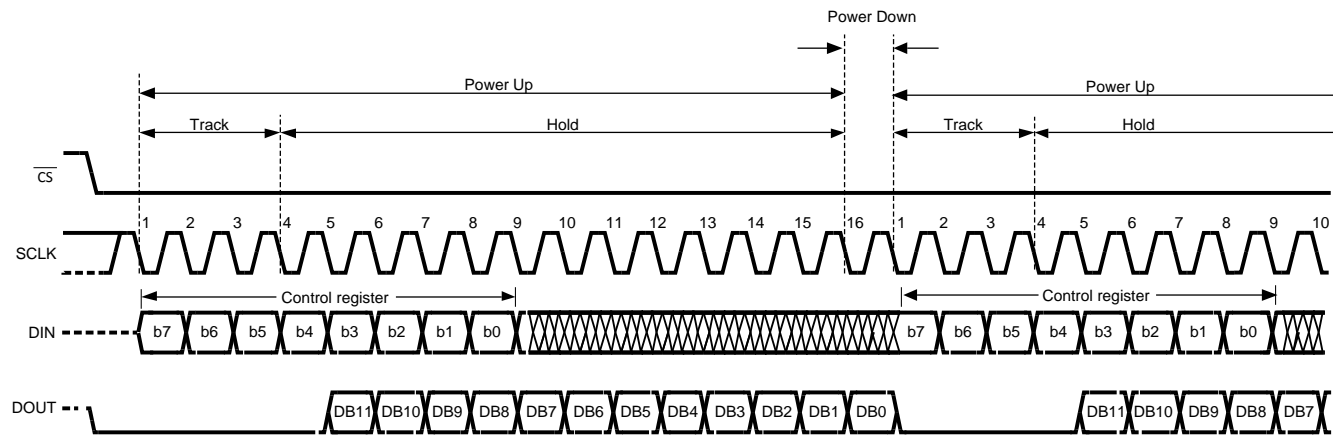 Power Down
Power Up
Power Up
Track
Hold
Track
Hold
CS
1 2 3 4 5 6 7 8 9 10 11 12 13 14 15 16 1 2 3 4 5 6 7 8 9 10
SCLK
Control register
Control register
DIN
b7 b6 b5 b4 b3 b2 b1 b0 b7 b6 b5 b4 b3 b2 b1 b0
DOUT
DB11 DB10 DB9 DB8 DB7 DB6 DB5 DB4 DB3 DB2 DB1 DB0 DB11 DB10 DB9 DB8 DB7